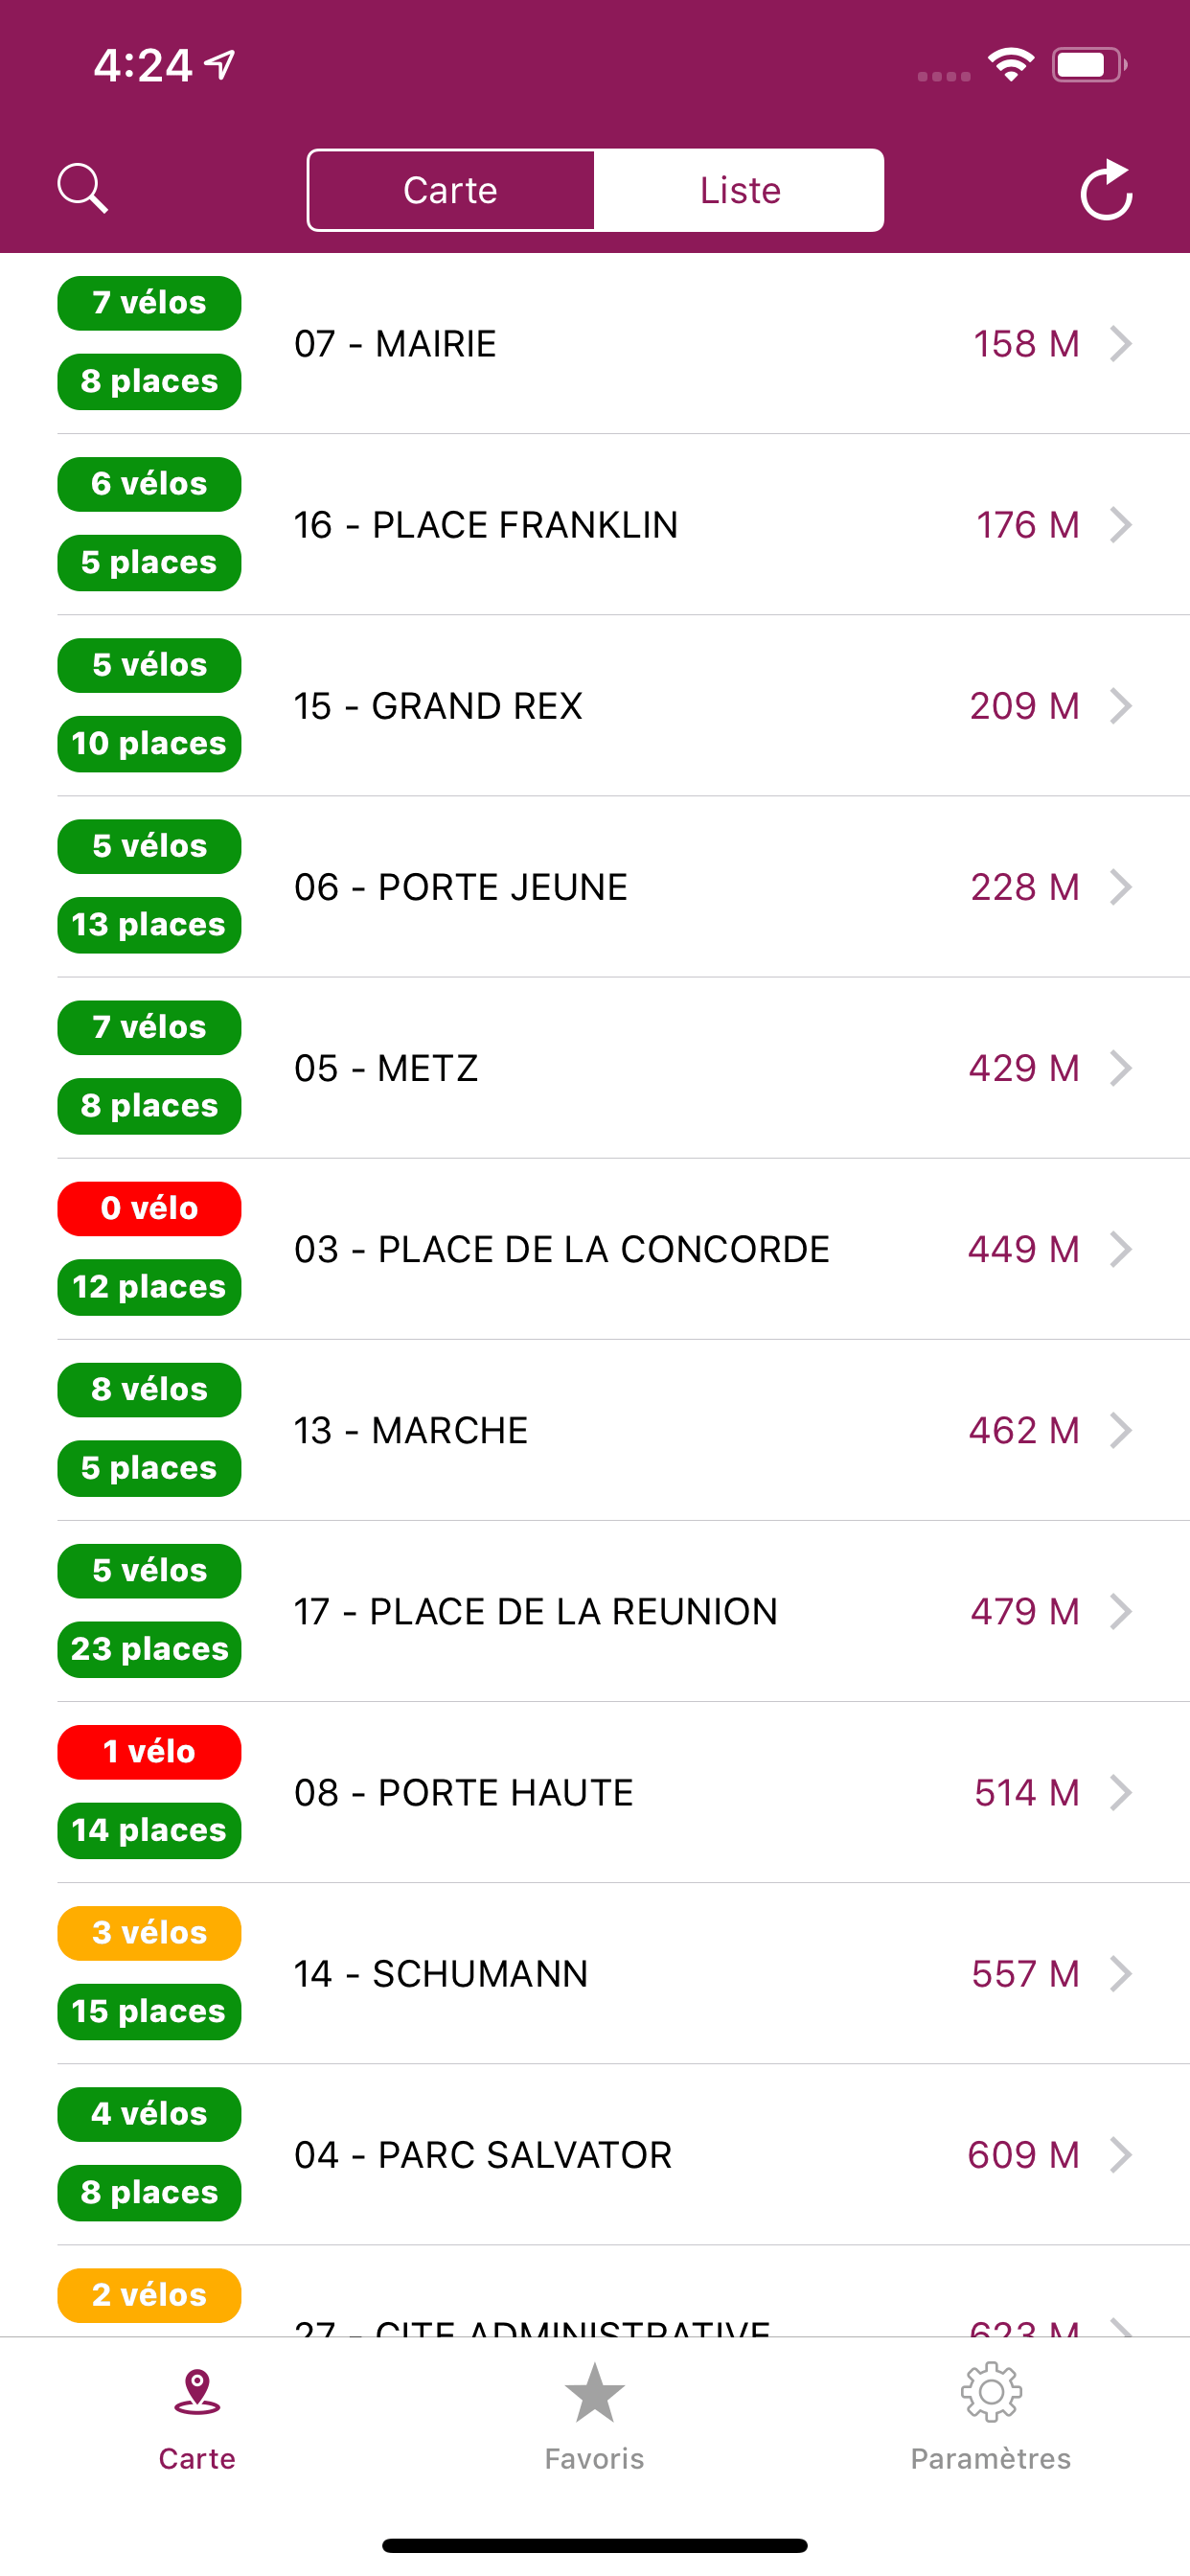 4:24
Carte
Liste
7 vélos
07 - MAIRIE
158 M
8 places
6 vélos
16 - PLACE FRANKLIN
176 M
5 places
5 vélos
15 - GRAND REX
209 M
10 places
5 vélos
06 - PORTE JEUNE
228 M
13 places
7 vélos
05 - METZ
429 M
8 places
0 vélo
03 - PLACE DE LA CONCORDE
449 M
12 places
8 vélos
13 - MARCHE
462 M
5 places
5 vélos
17 - PLACE DE LA REUNION
479 M
23 places
1 vélo
08 - PORTE HAUTE
514 M
14 places
3 vélos
14 - SCHUMANN
557 M
15 places
4 vélos
04 - PARC SALVATOR
609 M
8 places
2 vélos
27 - CITE ADMINISTRATIVE
623 M
Carte
Favoris
Paramètres